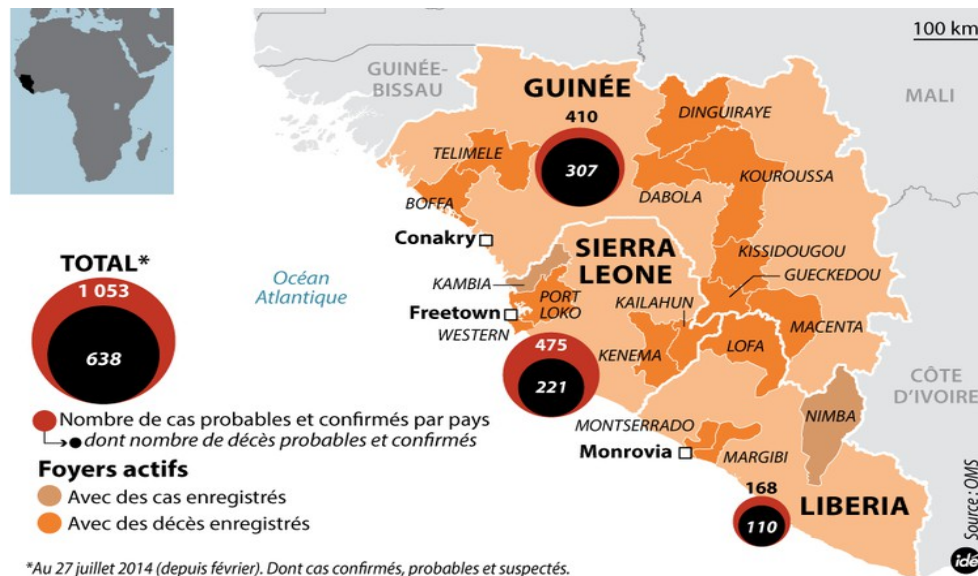 100 km
GUINÉE-
BISSAU
MALI
GUINÉE
410
307
DINGUIRAYE
TELIMELE
KOUROUSSA
DABOLA
BOFFA
Conakry
KISSIDOUGOU
GUECKEDOU
SIERRA
LEONE
TOTAL*
1 053
638
Océan
Atlantique
KAMBIA
PORT
LOKO
KAILAHUN
Freetown
WESTERN
MACENTA
475
221
KENEMA
LOFA
CÔTE
D'IVOIRE
Nombre de cas probables et confirmés par pays
dont nombre de décès probables et confirmés
MONTSERRADO
NIMBA
Monrovia
MARGIBI
Foyers actifs
Avec des cas enregistrés
Avec des décès enregistrés
168
110
LIBERIA
Source : OMS
idé
*Au 27 juillet 2014 (depuis février). Dont cas confirmés, probables et suspectés.